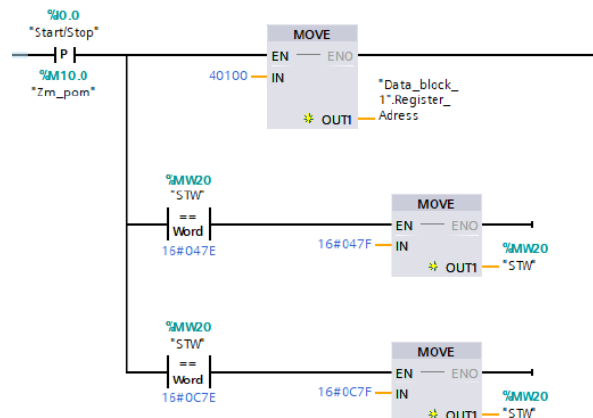 %I0.0
"Start/Stop"
P
%M10.0
"Zm_pom"
MOVE
EN ENO
40100 IN
OUT1
"Data_block_
1".Register_
Adress
%MW20
"STW"
==
Word
16#047E
MOVE
EN ENO
16#047F IN
OUT1
%MW20
"STW"
%MW20
"STW"
==
Word
16#0C7E
MOVE
EN ENO
16#0C7F IN
OUT1
%MW20
"STW"